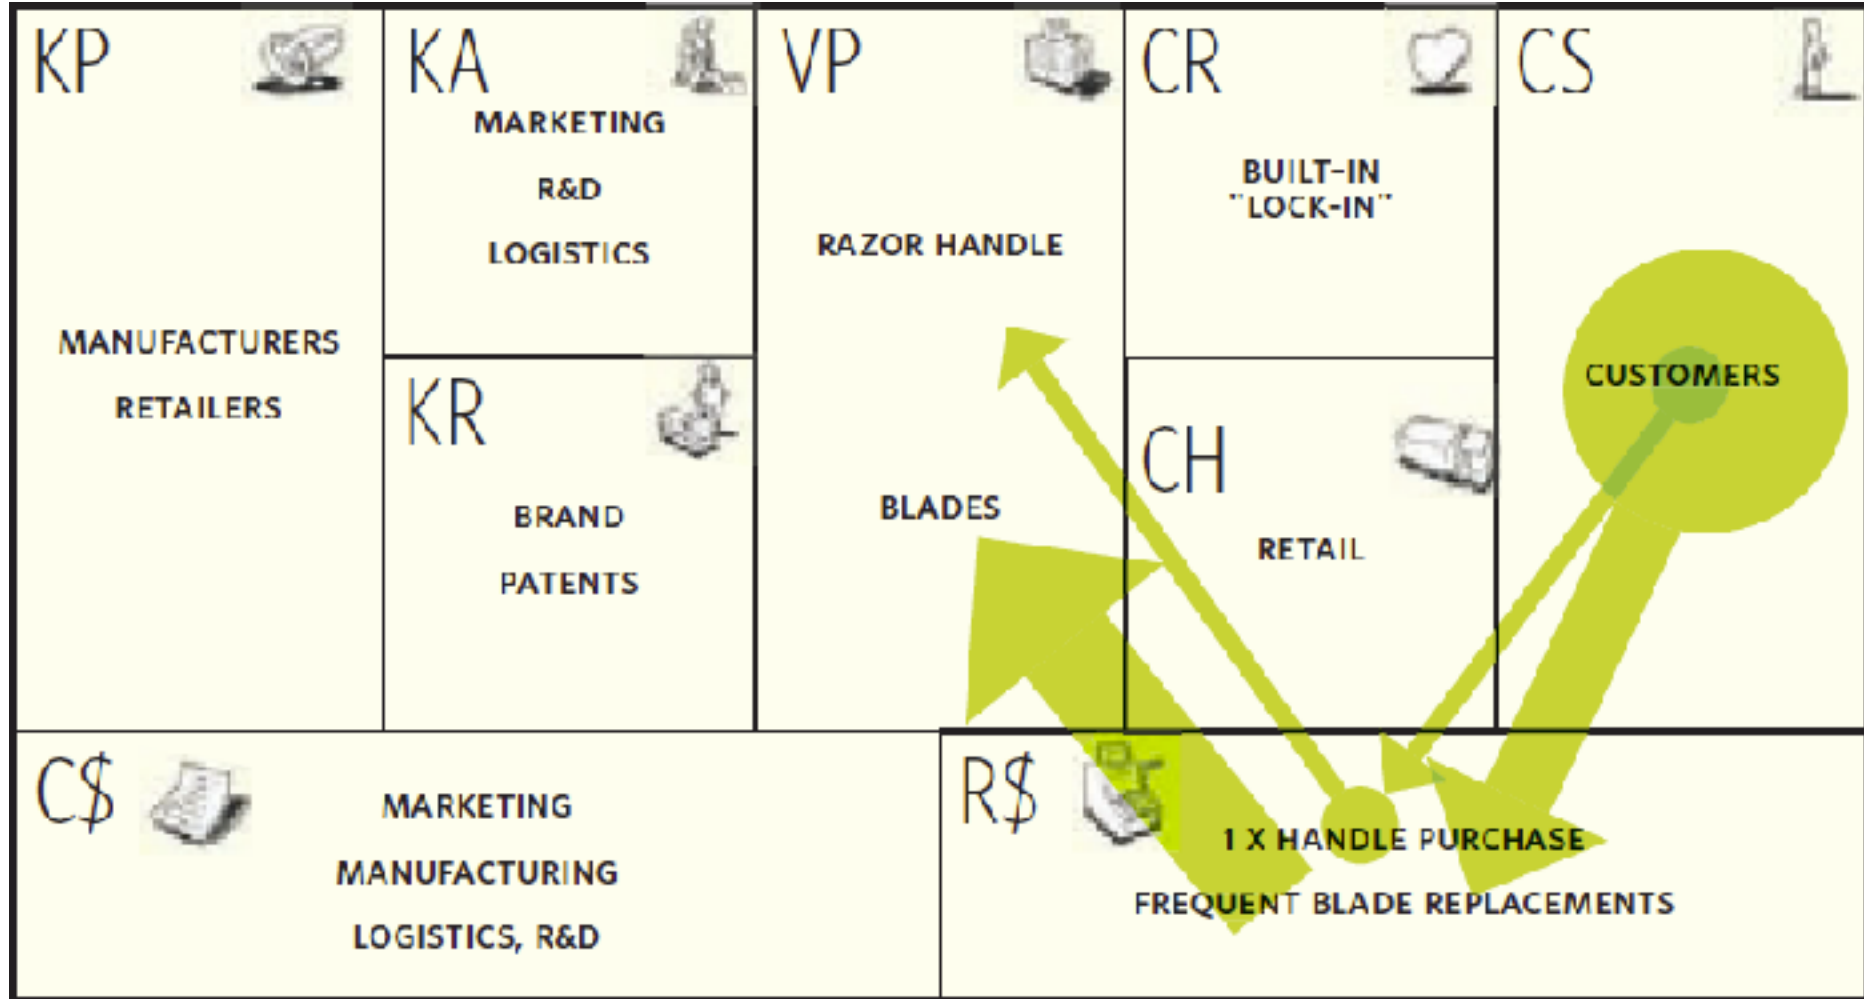 KP
MANUFACTURERS
RETAILERS
KA
MARKETING
R&D
LOGISTICS
KR
BRAND
PATENTS
VP
RAZOR HANDLE
BLADES
CR
BUILT-IN
"LOCK-IN"
CH
RETAIL
CS
CUSTOMERS
C$
MARKETING
MANUFACTURING
LOGISTICS, R&D
R$
1 X HANDLE PURCHASE
FREQUENT BLADE REPLACEMENTS